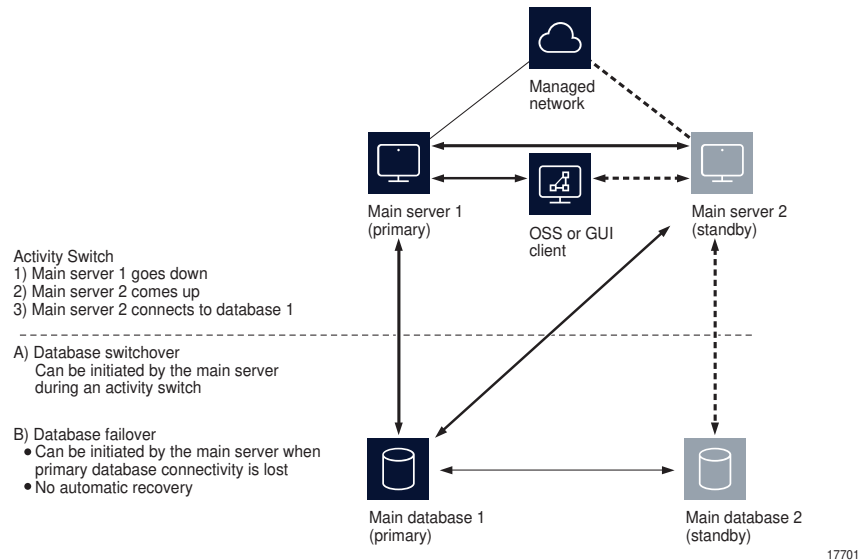 Managed
network
Main server 1
(primary)
OSS or GUI
client
Main server 2
(standby)
Activity Switch
1) Main server 1 goes down
2) Main server 2 comes up
3) Main server 2 connects to database 1
A) Database switchover
Can be initiated by the main server
during an activity switch
B) Database failover
• Can be initiated by the main server when
primary database connectivity is lost
• No automatic recovery
Main database 1
(primary)
Main database 2
(standby)
17701